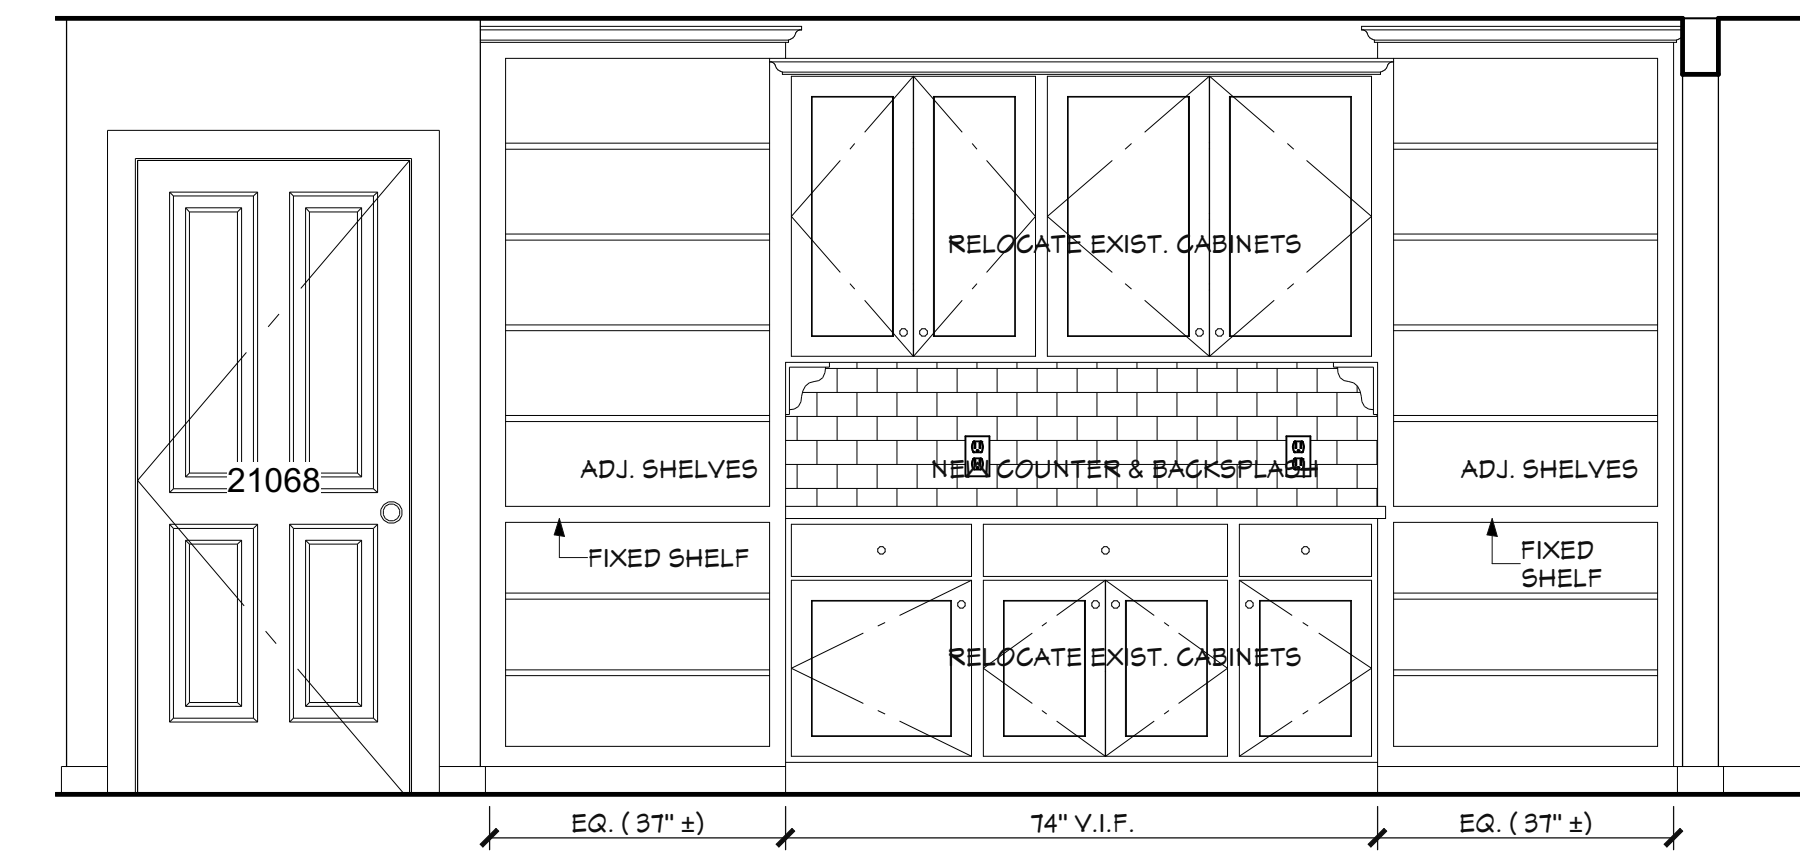 RELOCATE EXIST. CABINETS
21068
ADJ. SHELVES
NEW COUNTER & BACKSPLASH
ADJ. SHELVES
FIXED SHELF
FIXED
SHELF
RELOCATE EXIST. CABINETS
EQ. ( 37" ±)
74" V.I.F.
EQ. ( 37" ±)